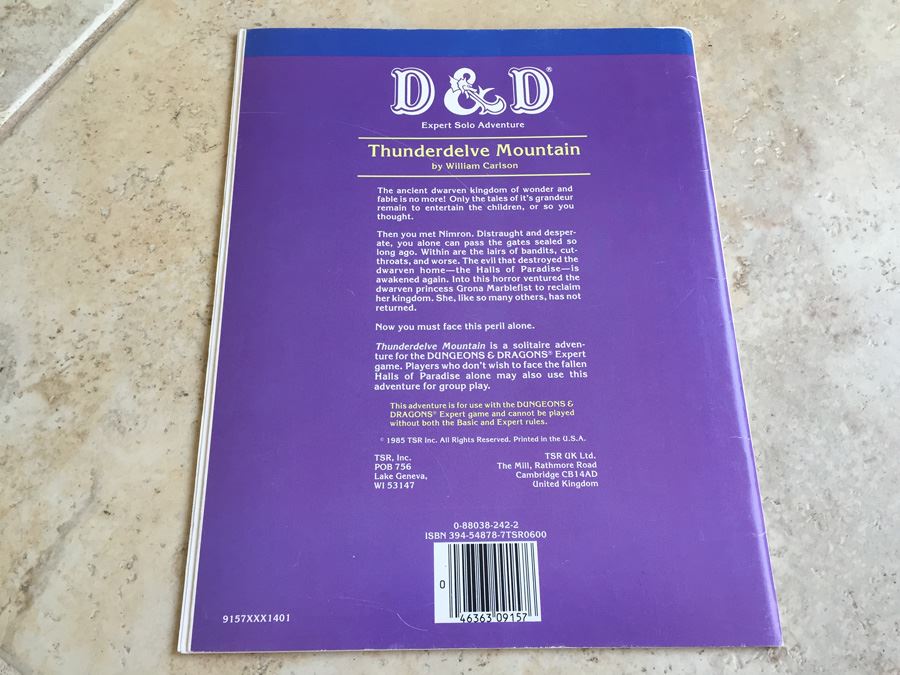 D&D®
Expert Solo Adventure
Thunderdelve Mountain
by William Carlson
The ancient dwarven kingdom of wonder and
fable is no more! Only the tales of it's grandeur
remain to entertain the children, or so you
thought.
Then you met Nimron. Distraught and desper-
ate, you alone can pass the gates sealed so
long ago. Within are the lairs of bandits, cut-
throats, and worse. The evil that destroyed the
dwarven home—the Halls of Paradise—is
awakened again. Into this horror ventured the
dwarven princess Grona Marblefist to reclaim
her kingdom. She, like so many others, has not
returned.
Now you must face this peril alone.
Thunderdelve Mountain is a solitaire adven-
ture for the DUNGEONS & DRAGONS® Expert
game. Players who don't wish to face the fallen
Halls of Paradise alone may also use this
adventure for group play.
This adventure is for use with the DUNGEONS &
DRAGONS® Expert game and cannot be played
without both the Basic and Expert rules.
© 1985 TSR Inc. All Rights Reserved. Printed in the U.S.A.
TSR, Inc.
POB 756
Lake Geneva,
WI 53147
TSR UK Ltd.
The Mill, Rathmore Road
Cambridge CB14AD
United Kingdom
0-88038-242-2
ISBN 394-54878-7TSR0600
0
46363 09157
9157XXX1401